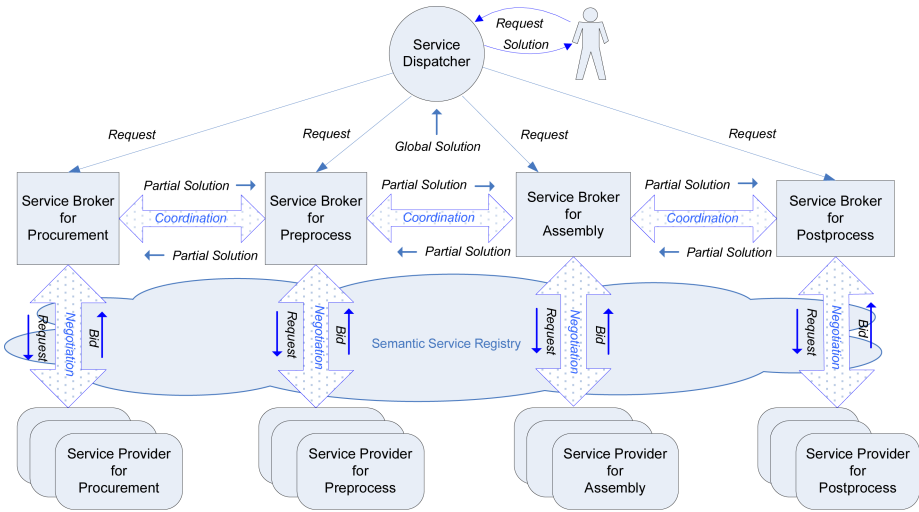 Request
Service
Dispatcher
Solution
Request
Request
Request
Request
Global Solution
Service Broker
for
Procurement
Partial Solution
Coordination
Partial Solution
Service Broker
for
Preprocess
Partial Solution
Coordination
Partial Solution
Service Broker
for
Assembly
Partial Solution
Coordination
Partial Solution
Service Broker
for
Postprocess
Request
Negotiation
Bid
Request
Negotiation
Bid
Semantic Service Registry
Request
Negotiation
Bid
Request
Negotiation
Bid
Service Provider
for
Procurement
Service Provider
for
Preprocess
Service Provider
for
Assembly
Service Provider
for
Postprocess